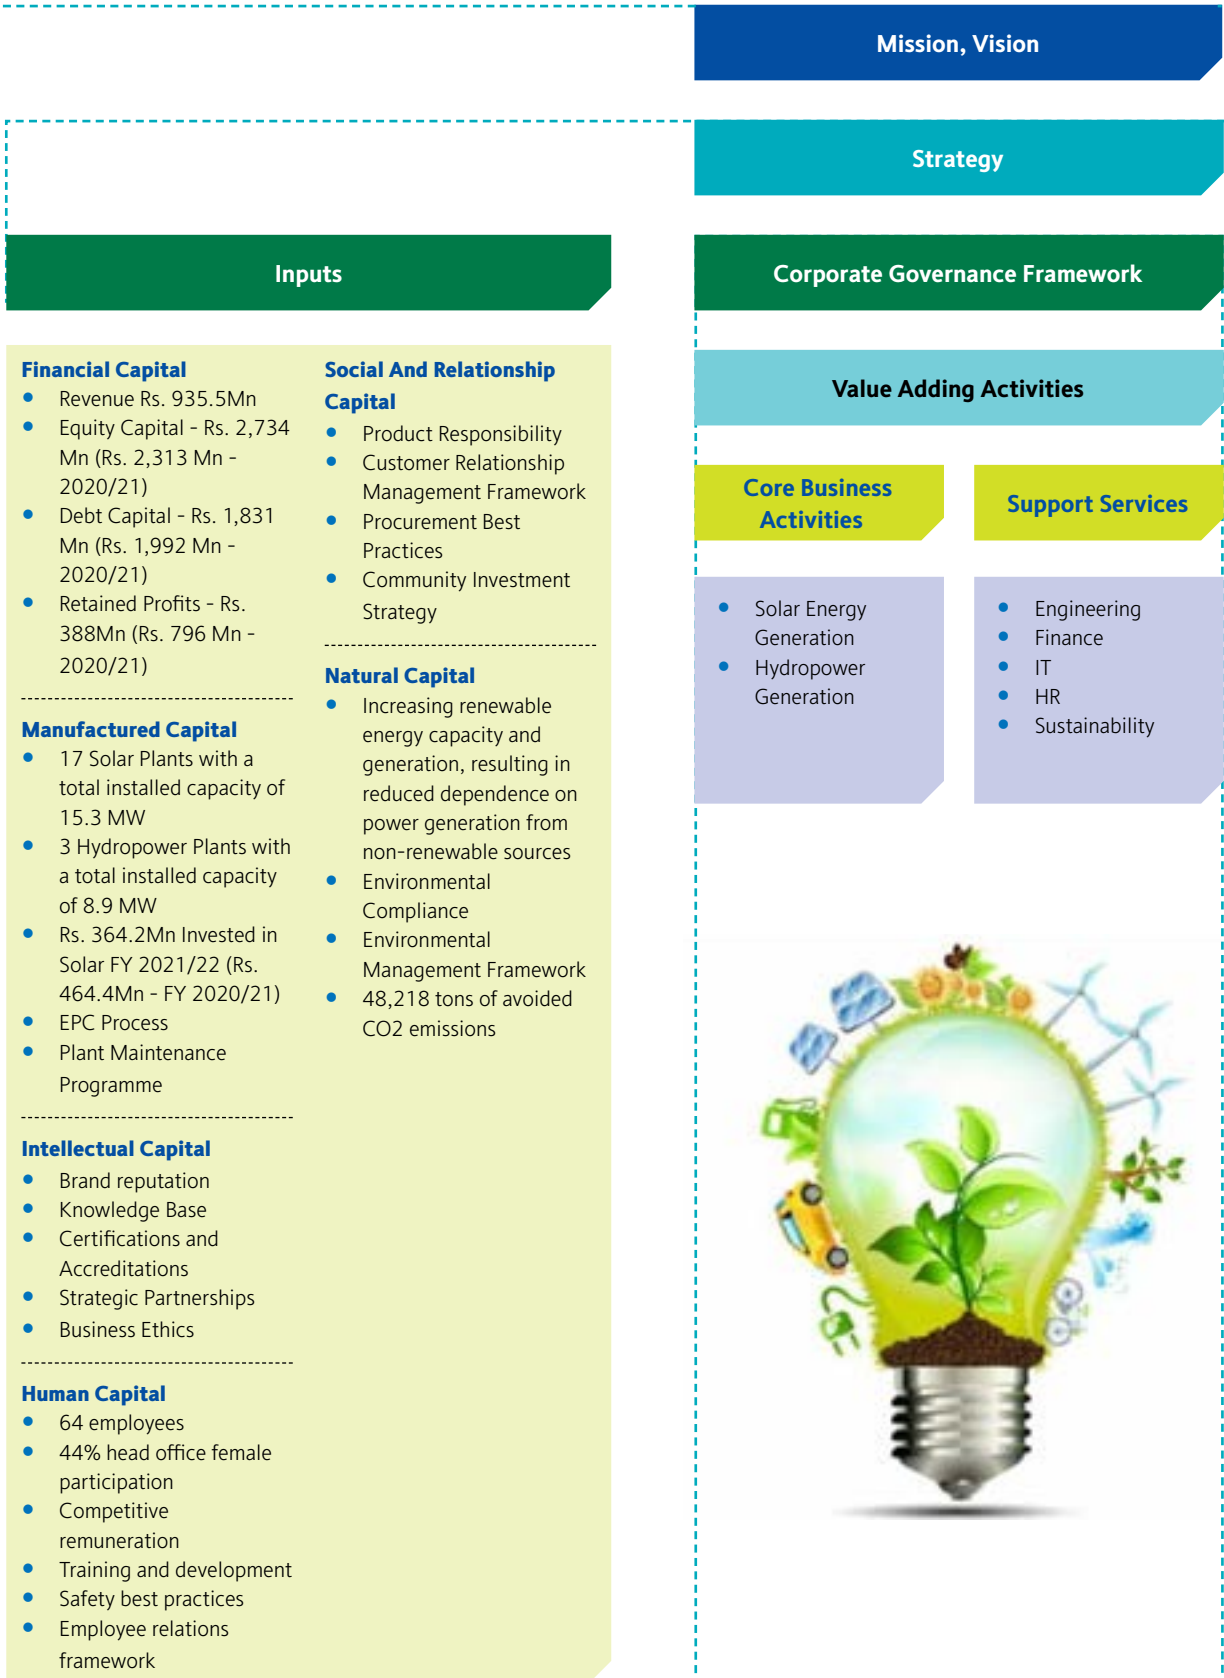 Mission, Vision
Strategy
Inputs
Financial Capital
• Revenue Rs. 935.5Mn
• Equity Capital - Rs. 2,734
Mn (Rs. 2,313 Mn -
2020/21)
• Debt Capital - Rs. 1,831
Mn (Rs. 1,992 Mn -
2020/21)
• Retained Profits - Rs.
388Mn (Rs. 796 Mn -
2020/21)
Manufactured Capital
• 17 Solar Plants with a
total installed capacity of
15.3 MW
• 3 Hydropower Plants with
a total installed capacity
of 8.9 MW
• Rs. 364.2Mn Invested in
Solar FY 2021/22 (Rs.
464.4Mn - FY 2020/21)
• EPC Process
• Plant Maintenance
Programme
Intellectual Capital
• Brand reputation
• Knowledge Base
• Certifications and
Accreditations
• Strategic Partnerships
• Business Ethics
Human Capital
• 64 employees
• 44% head office female
participation
• Competitive
remuneration
• Training and development
• Safety best practices
• Employee relations
framework
Social And Relationship
Capital
• Product Responsibility
• Customer Relationship
Management Framework
• Procurement Best
Practices
• Community Investment
Strategy
Natural Capital
• Increasing renewable
energy capacity and
generation, resulting in
reduced dependence on
power generation from
non-renewable sources
• Environmental
Compliance
• Environmental
Management Framework
• 48,218 tons of avoided
CO2 emissions
Corporate Governance Framework
Value Adding Activities
Core Business
Activities
• Solar Energy
Generation
• Hydropower
Generation
Support Services
• Engineering
• Finance
• IT
• HR
• Sustainability